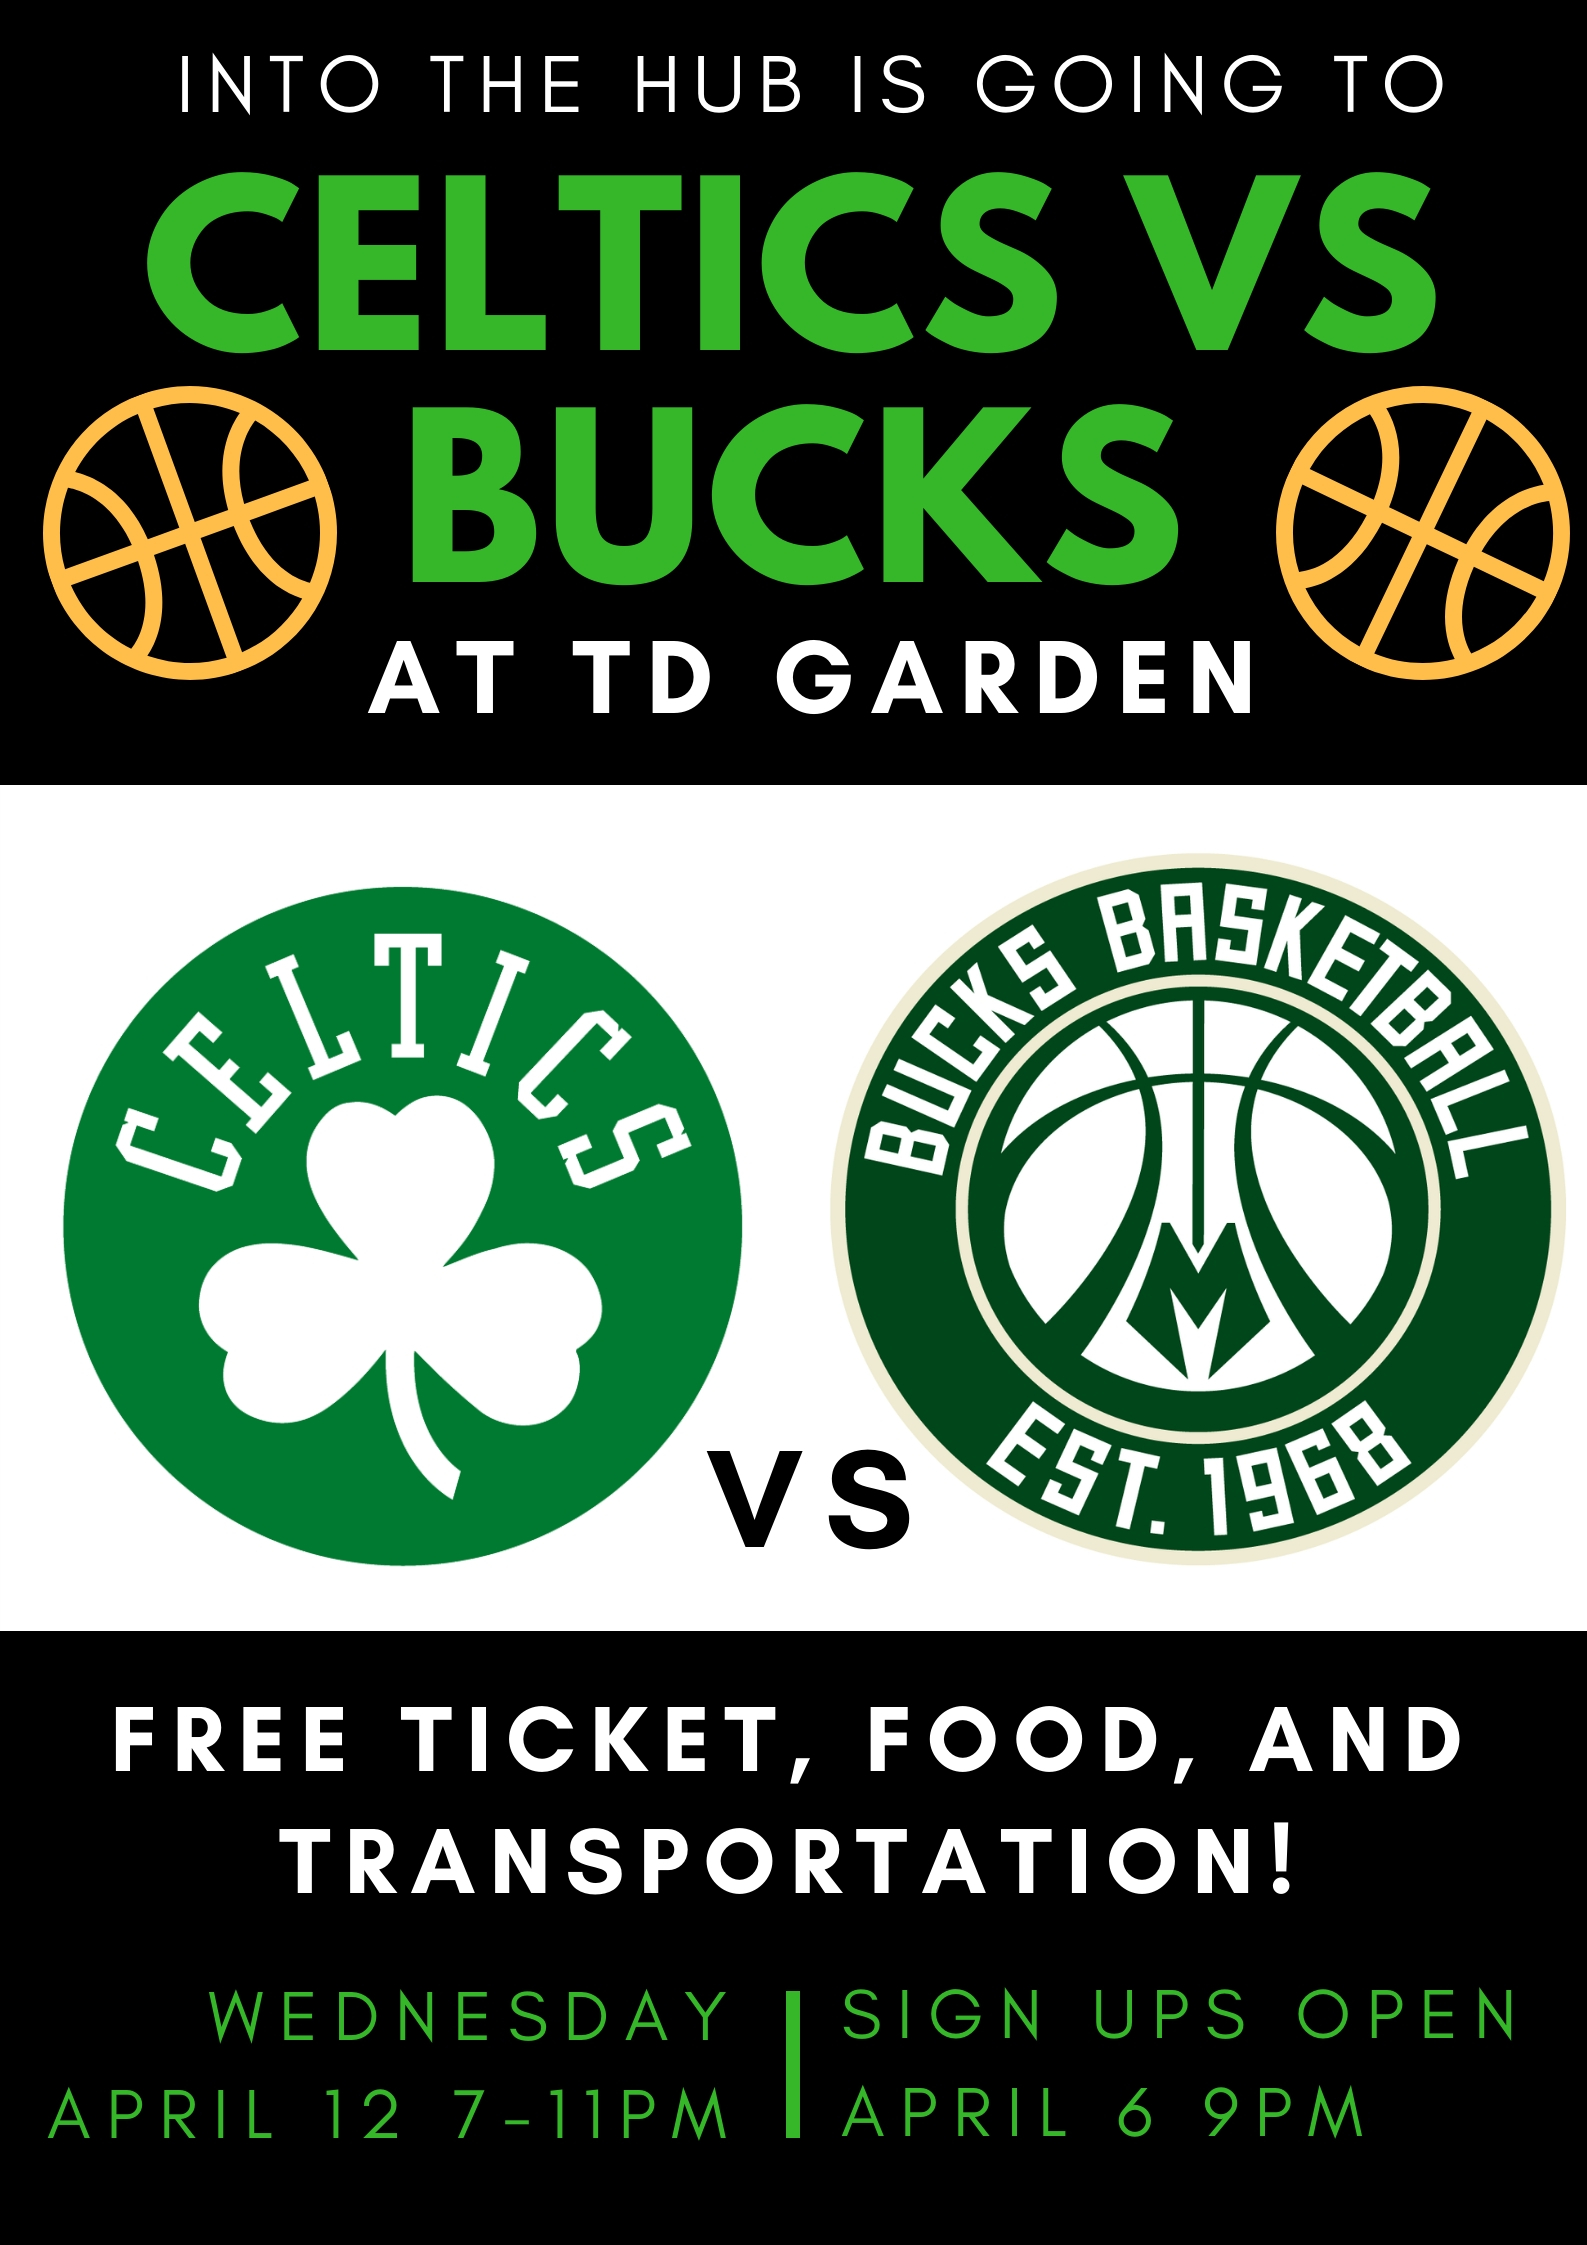 INTO THE HUB IS GOING TO
CELTICS VS
BUCKS
AT TD GARDEN
CELTICS
BUCKS BASKETBALL
M
EST. 1968
VS
FREE TICKET, FOOD, AND
TRANSPORTATION!
WEDNESDAY
APRIL 12 7-11PM
SIGN UPS OPEN
APRIL 6 9PM